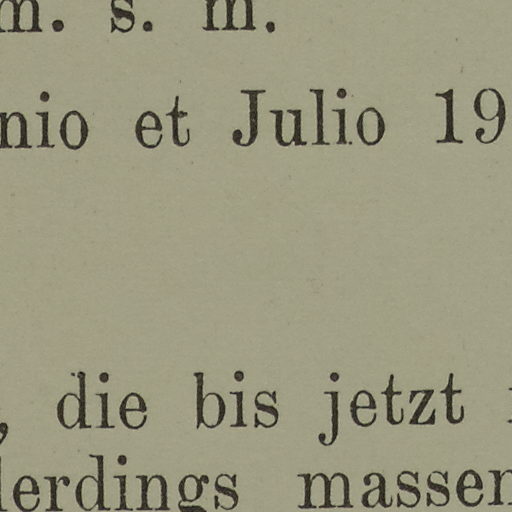 m. s. m.
nio et Julio 19
, die bis jetzt
lerdings massen